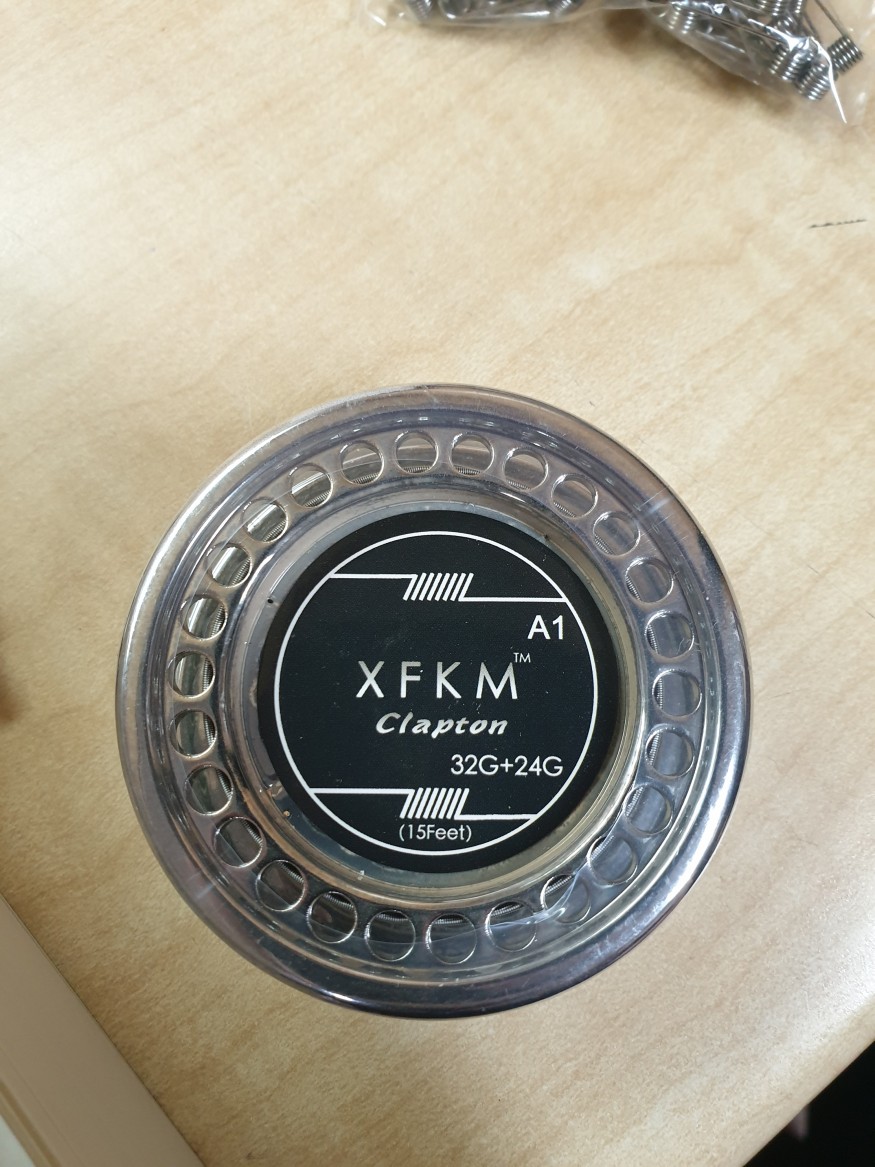 A1
XFKM™
Clapton
32G+24G
(15Feet)